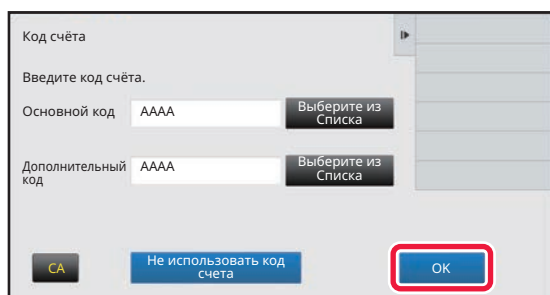 Код счёта
Введите код счёта.
Основной код
AAAA
Выберите из
Списка
Дополнительный
код
AAAA
Выберите из
Списка
CA
Не использовать код
счета
OK